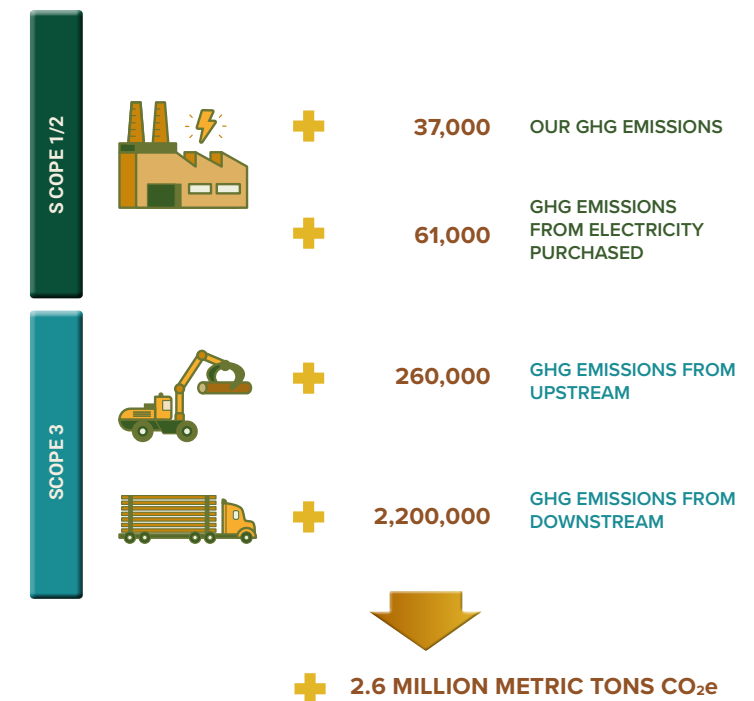 SCOPE 1/2
37,000 OUR GHG EMISSIONS
61,000
GHG EMISSIONS
FROM ELECTRICITY
PURCHASED
SCOPE 3
260,000
GHG EMISSIONS FROM
UPSTREAM
2,200,000
GHG EMISSIONS FROM
DOWNSTREAM
2.6 MILLION METRIC TONS CO₂e